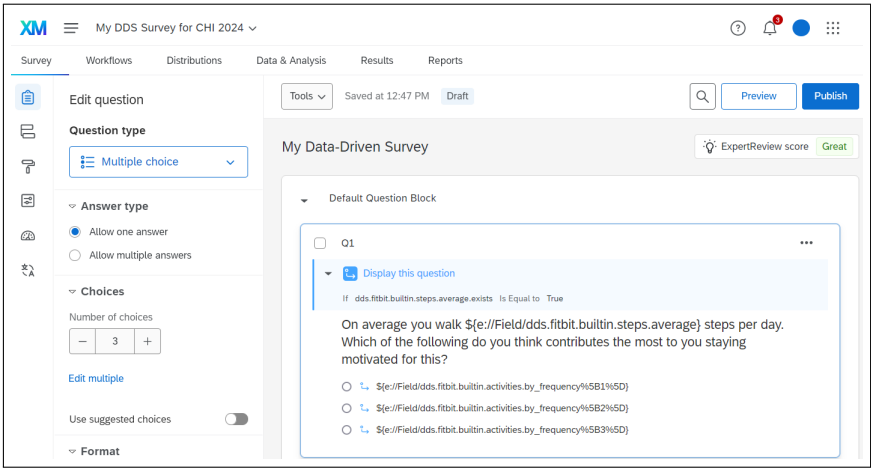 XM
My DDS Survey for CHI 2024
3
Survey Workflows Distributions Data & Analysis Results Reports
Edit question
Question type
Multiple choice
Answer type
Allow one answer
Allow multiple answers
Choices
Number of choices
3
Edit multiple
Use suggested choices
Format
Tools Saved at 12:47 PM Draft
Preview Publish
My Data-Driven Survey
ExpertReview score Great
Default Question Block
Q1
Display this question
If dds.fitbit.builtin.steps.average.exists Is Equal to True
On average you walk ${e://Field/dds.fitbit.builtin.steps.average} steps per day.
Which of the following do you think contributes the most to you staying
motivated for this?
${e://Field/dds.fitbit.builtin.activities.by_frequency%5B1%5D}
${e://Field/dds.fitbit.builtin.activities.by_frequency%5B2%5D}
${e://Field/dds.fitbit.builtin.activities.by_frequency%5B3%5D}